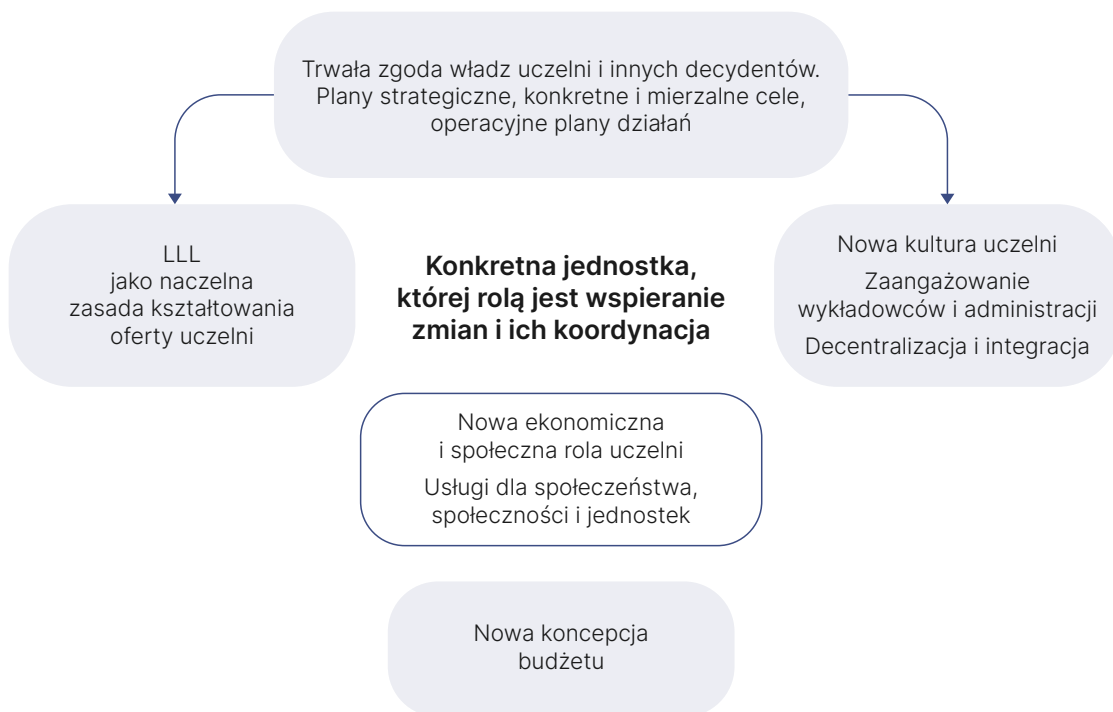 Trwała zgoda władz uczelni i innych decydentów.
Plany strategiczne, konkretne i mierzalne cele,
operacyjne plany działań
LLL
jako naczelna
zasada kształtowania
oferty uczelni
Konkretna jednostka,
której rolą jest wspieranie
zmian i ich koordynacja
Nowa kultura uczelni
Zaangażowanie
wykładowców i administracji
Decentralizacja i integracja
Nowa ekonomiczna
i społeczna rola uczelni
Usługi dla społeczeństwa,
społeczności i jednostek
Nowa koncepcja
budżetu